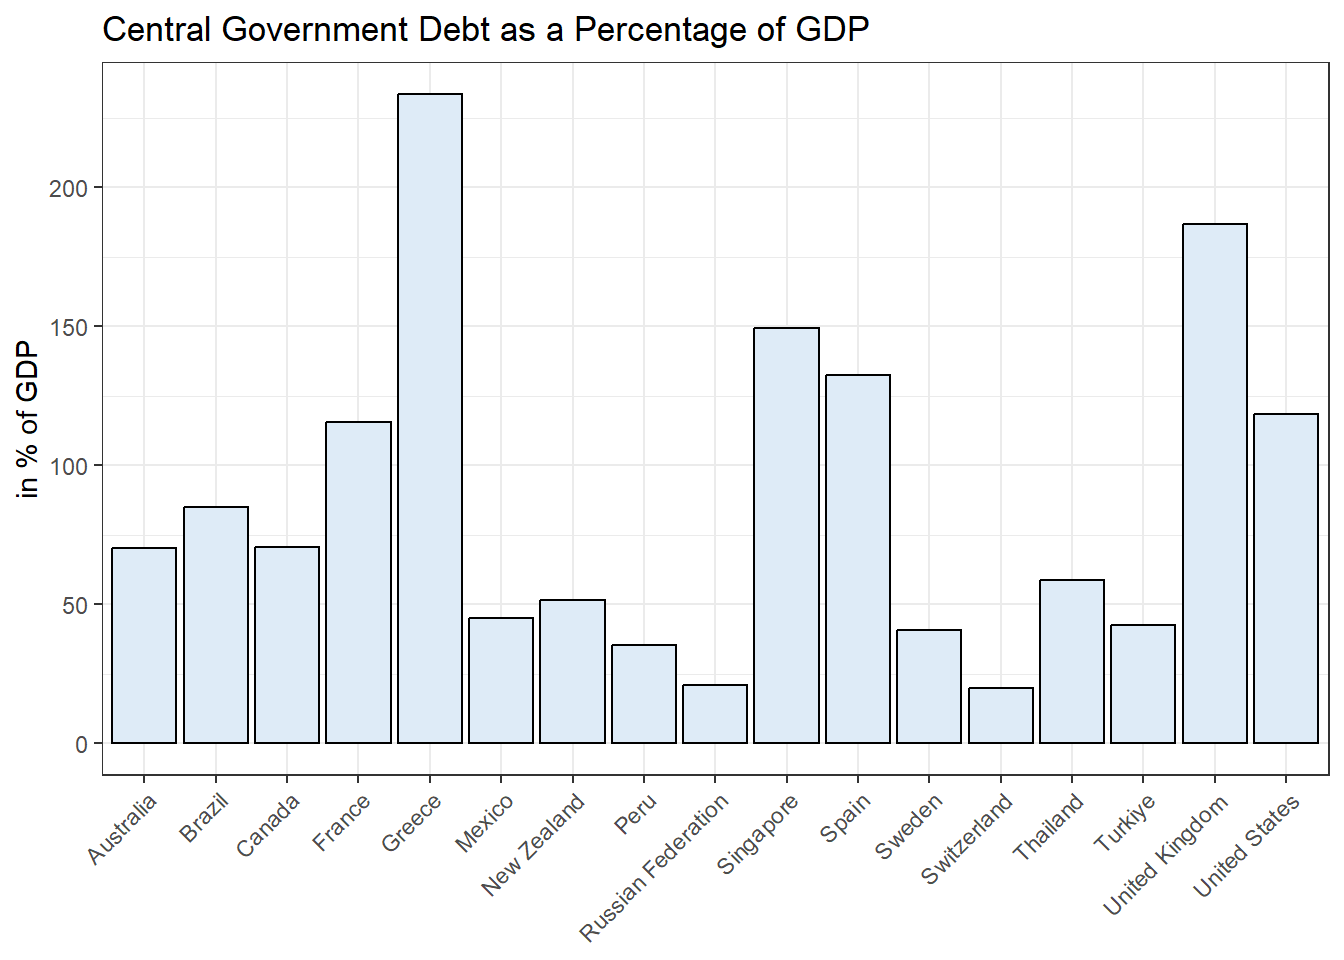 Central Government Debt as a Percentage of GDP
in % of GDP
200
150
100
50
0
Australia
Brazil
Canada
France
Greece
Mexico
New Zealand
Peru
Russian Federation
Singapore
Spain
Sweden
Switzerland
Thailand
Turkiye
United Kingdom
United States